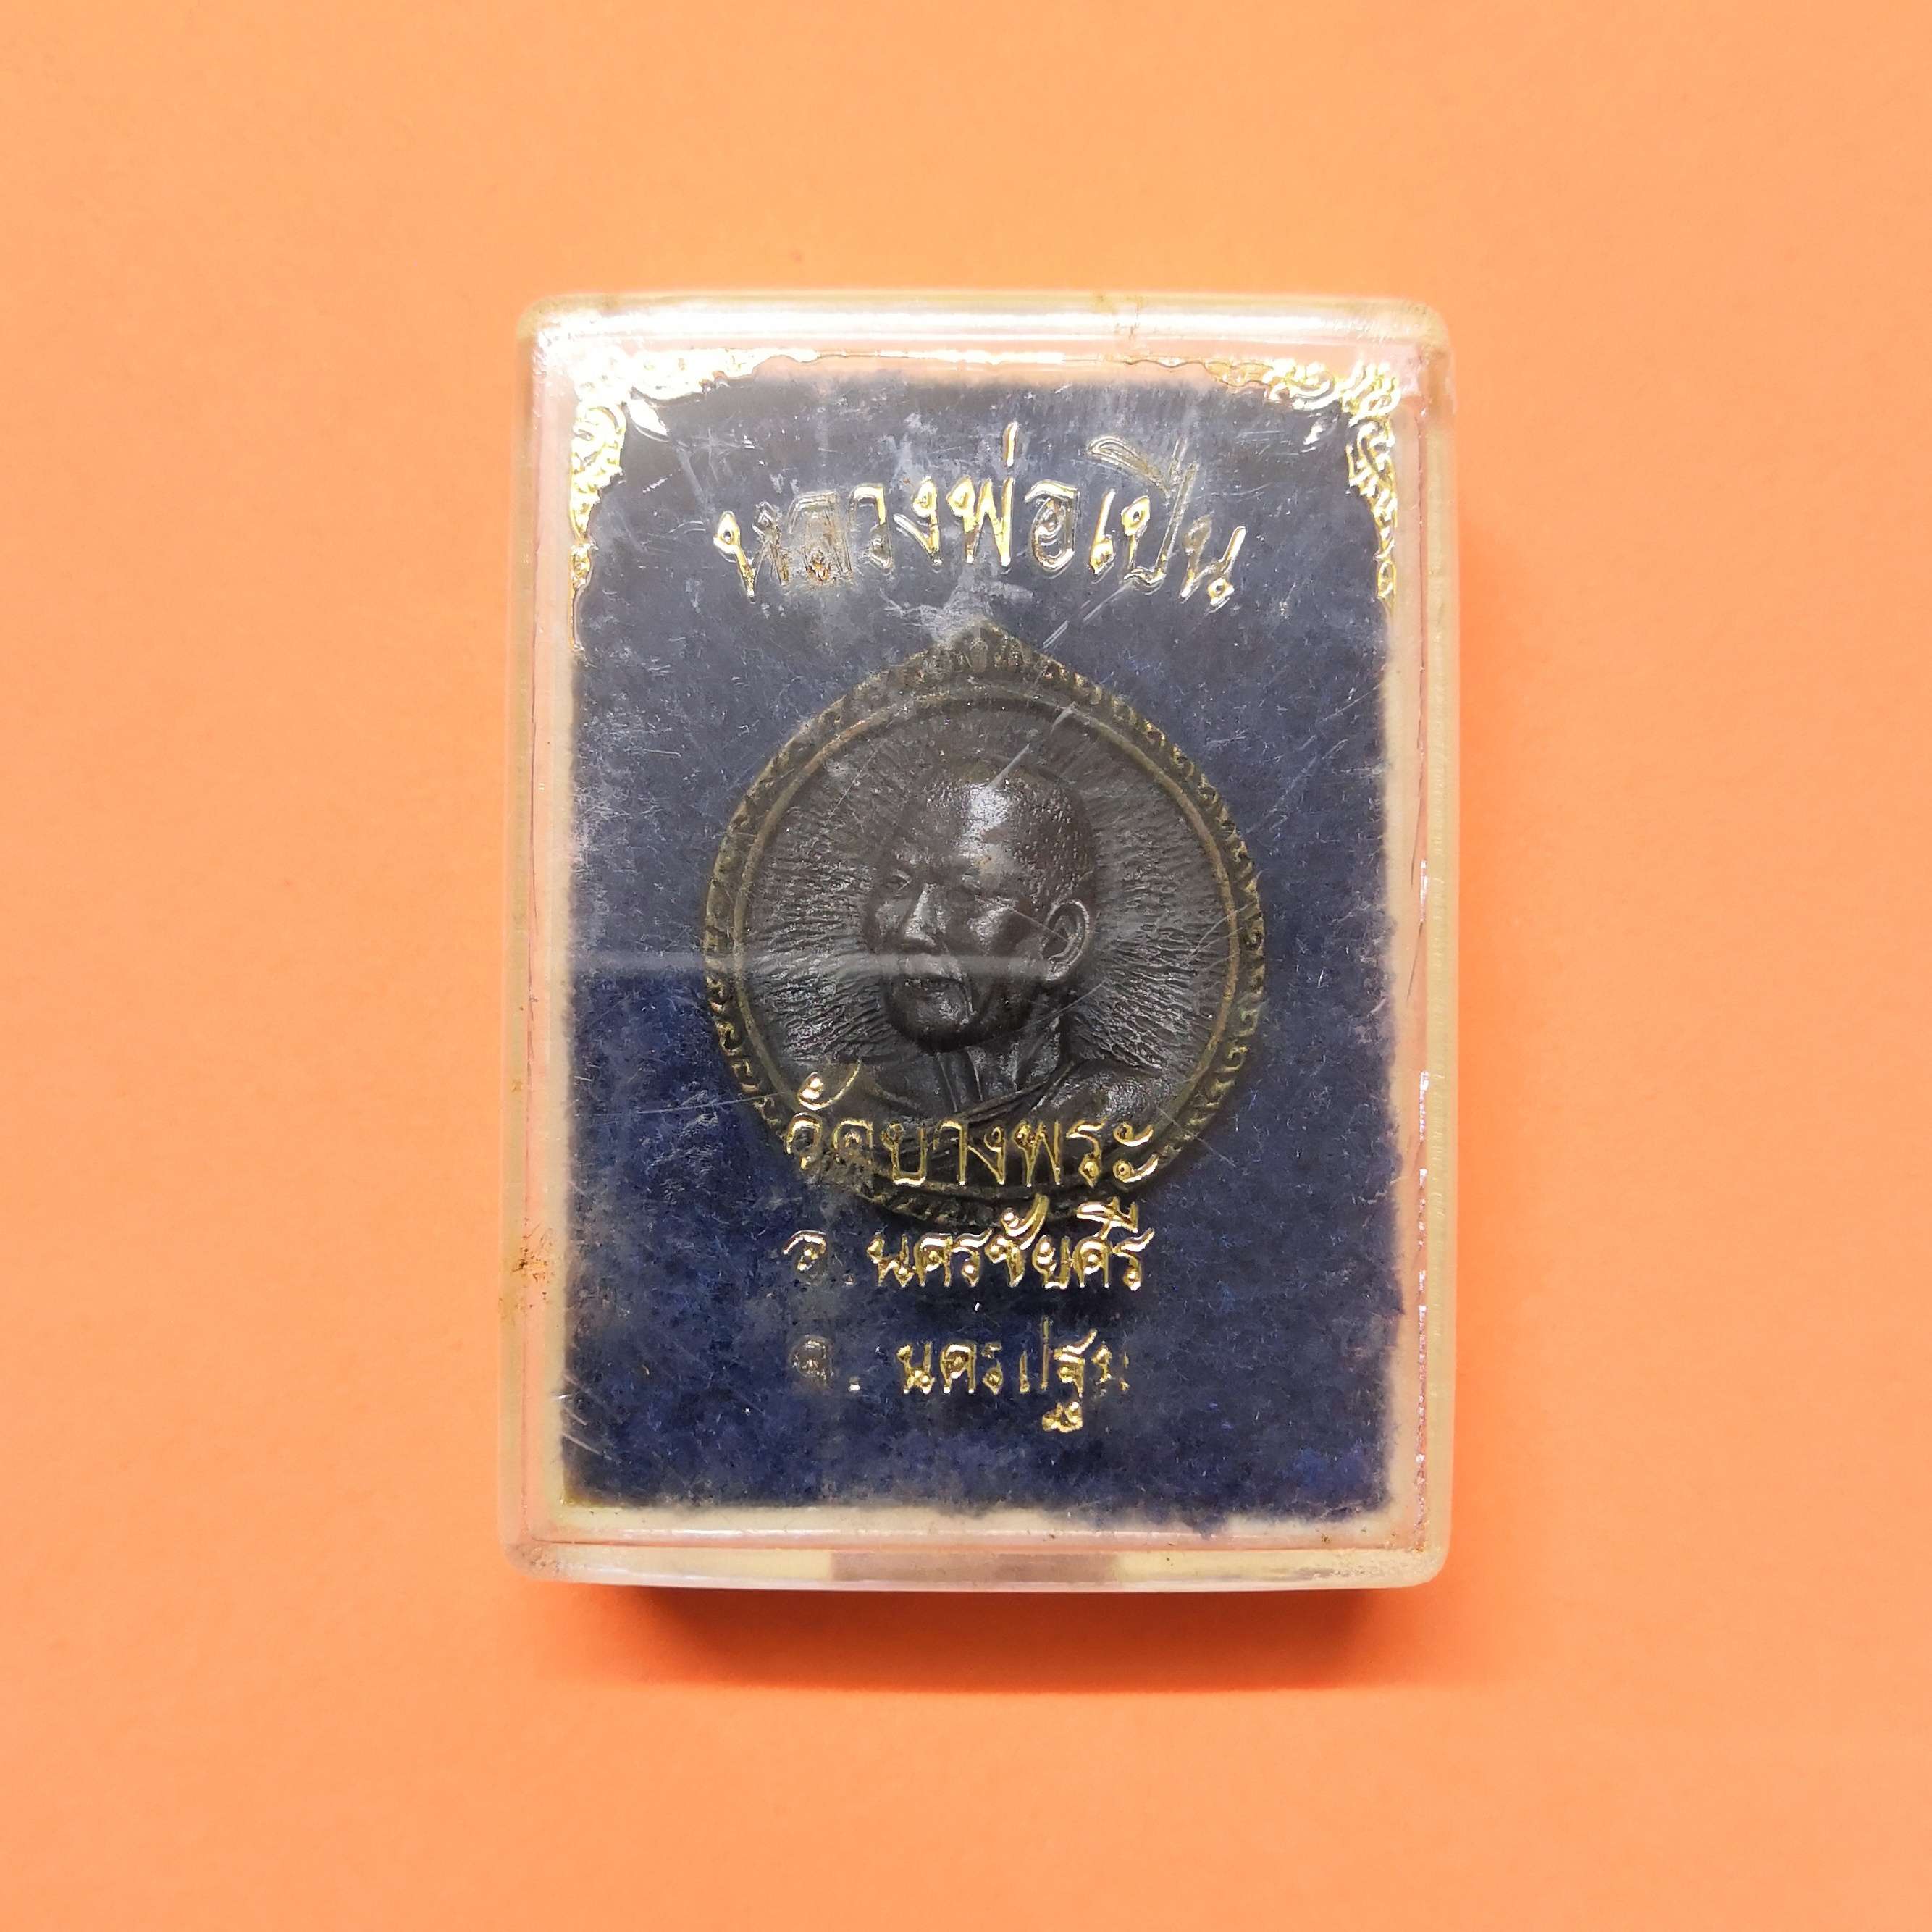 หลวงพ่อเปิ่น
วัดบางพระ
อ. นครชัยศรี
จ. นครปฐม